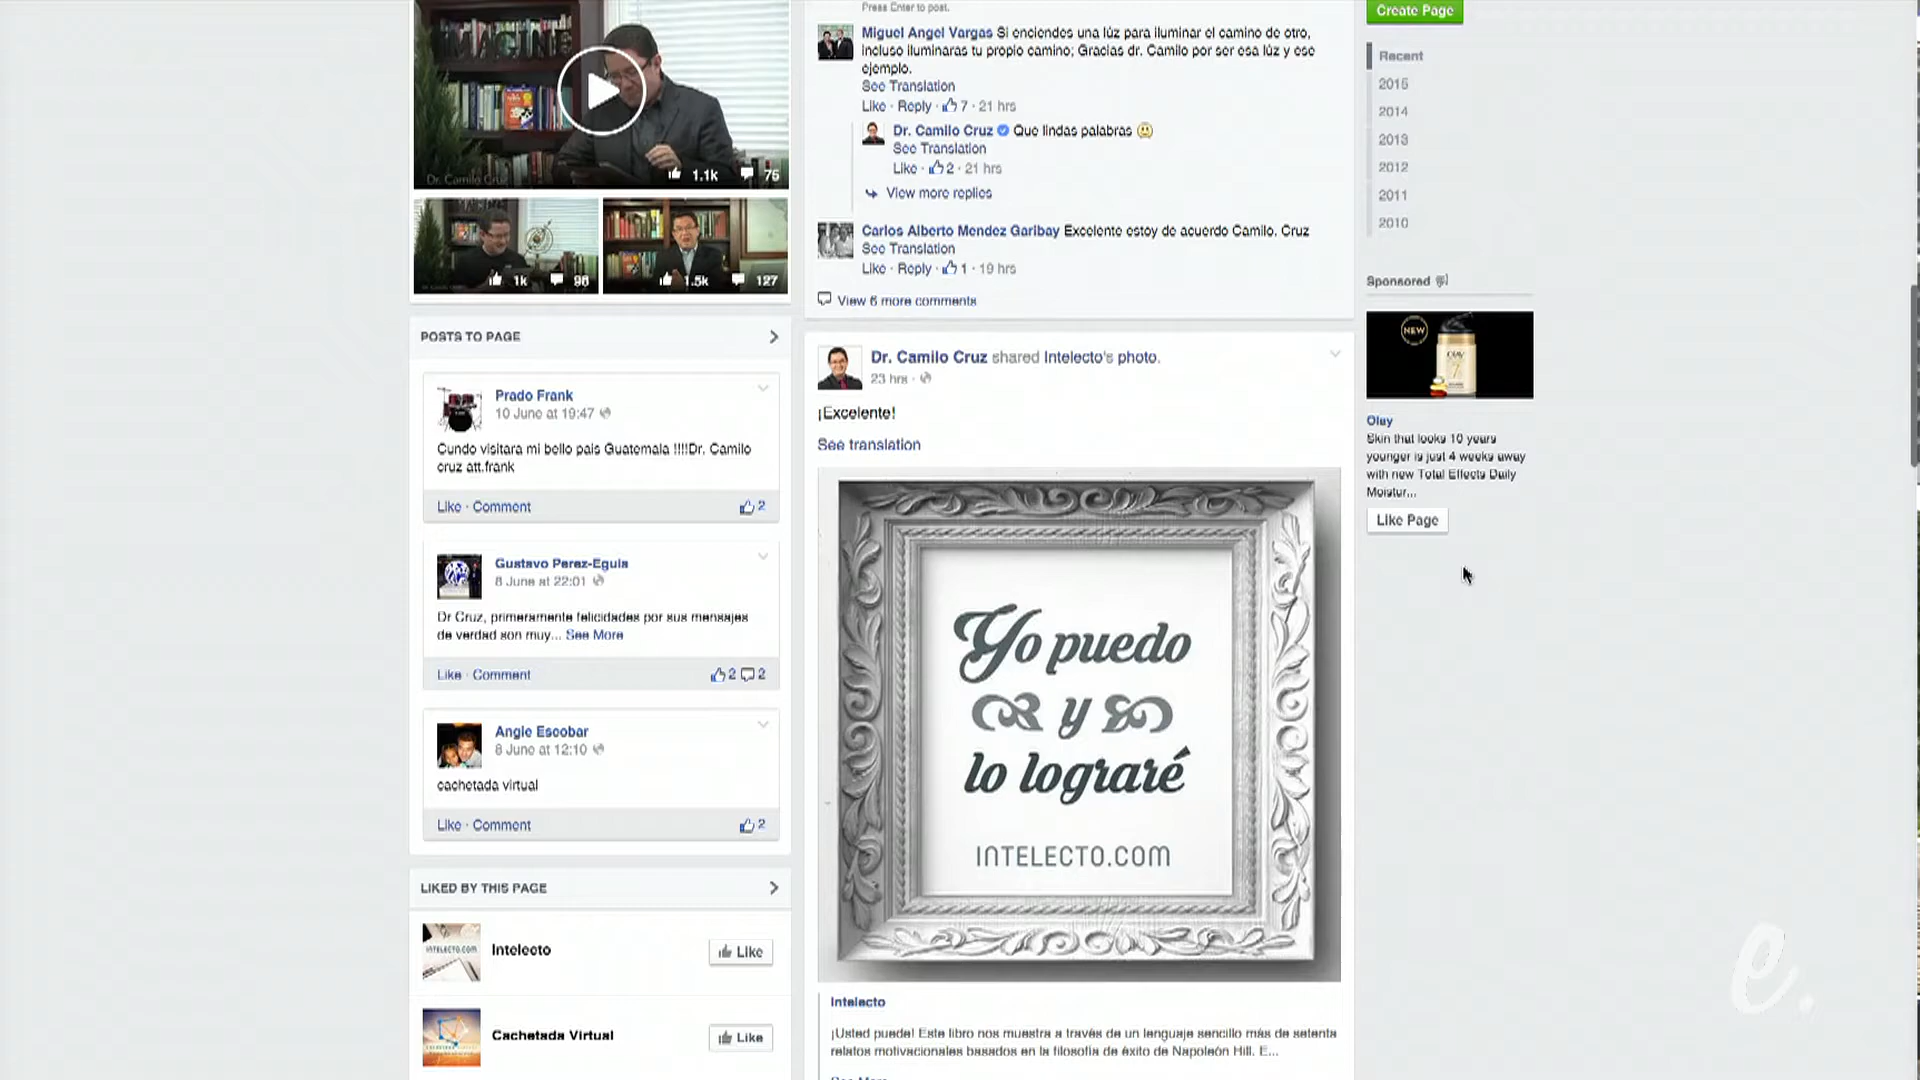 IMAGINE
Dr. Camilo Cruz
1.1k 75
1k 98
1.5k 127
POSTS TO PAGE
Prado Frank
10 June at 19:47
Cundo visitara mi bello pais Guatemala !!!!Dr. Camilo
cruz att.frank
Like · Comment 2
Gustavo Perez-Eguia
8 June at 22:01
Dr Cruz, primeramente felicidades por sus mensajes
de verdad son muy... See More
Like · Comment 2 2
Angie Escobar
8 June at 12:10
cachetada virtual
Like · Comment 2
LIKED BY THIS PAGE
INTELECTO.COM
Intelecto
Like
Cachetada Virtual
Like
Press Enter to post.
Miguel Angel Vargas Si enciendes una lúz para iluminar el camino de otro,
incluso iluminaras tu propio camino; Gracias dr. Camilo por ser esa lúz y ese
ejemplo.
See Translation
Like · Reply · 7 · 21 hrs
Dr. Camilo Cruz Que lindas palabras
See Translation
Like · 2 · 21 hrs
View more replies
Carlos Alberto Mendez Garibay Excelente estoy de acuerdo Camilo. Cruz
See Translation
Like · Reply · 1 · 19 hrs
View 6 more comments
Dr. Camilo Cruz shared Intelecto's photo.
23 hrs ·
¡Excelente!
See translation
Yo puedo
y
lo lograré
INTELECTO.COM
Intelecto
¡Usted puede! Este libro nos muestra a través de un lenguaje sencillo más de setenta
relatos motivacionales basados en la filosofía de éxito de Napoleón Hill. E...
See More
Create Page
Recent
2015
2014
2013
2012
2011
2010
Sponsored
NEW
OLAY
7
Olay
Skin that looks 10 years
younger is just 4 weeks away
with new Total Effects Daily
Moistur...
Like Page
e.